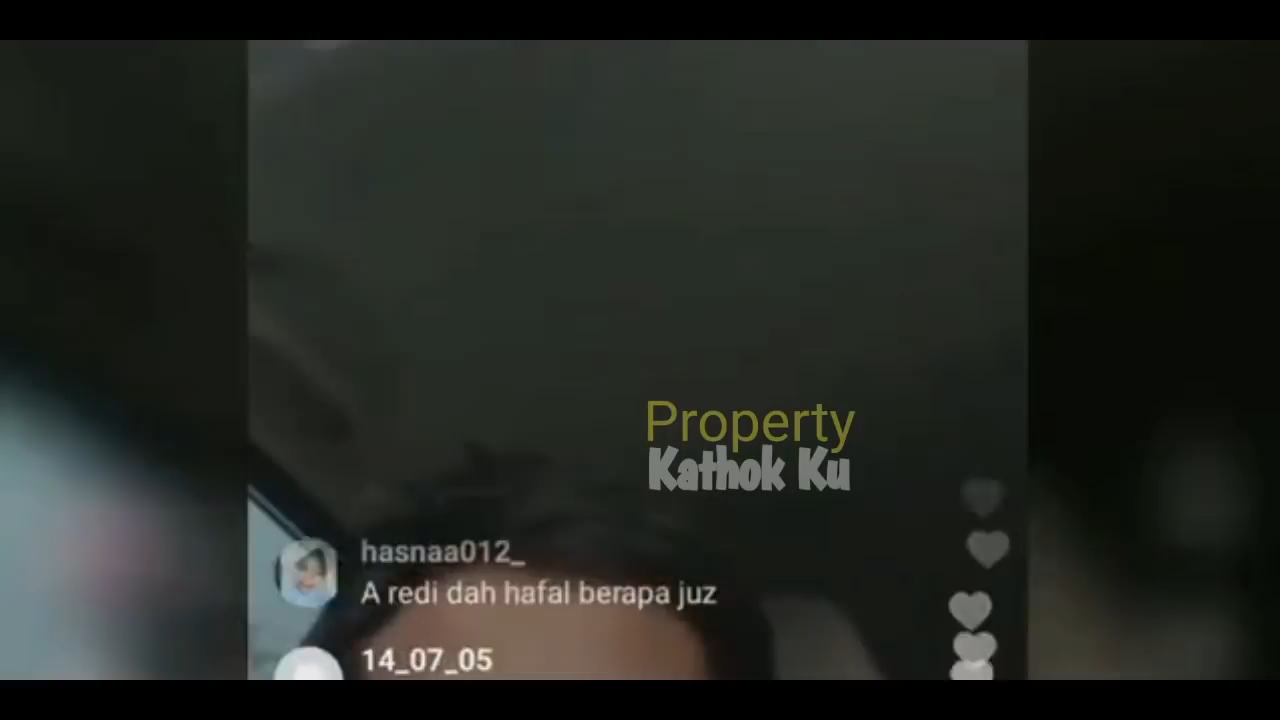 Property
Kathok Ku
hasnaa012_
A redi dah hafal berapa juz
14_07_05